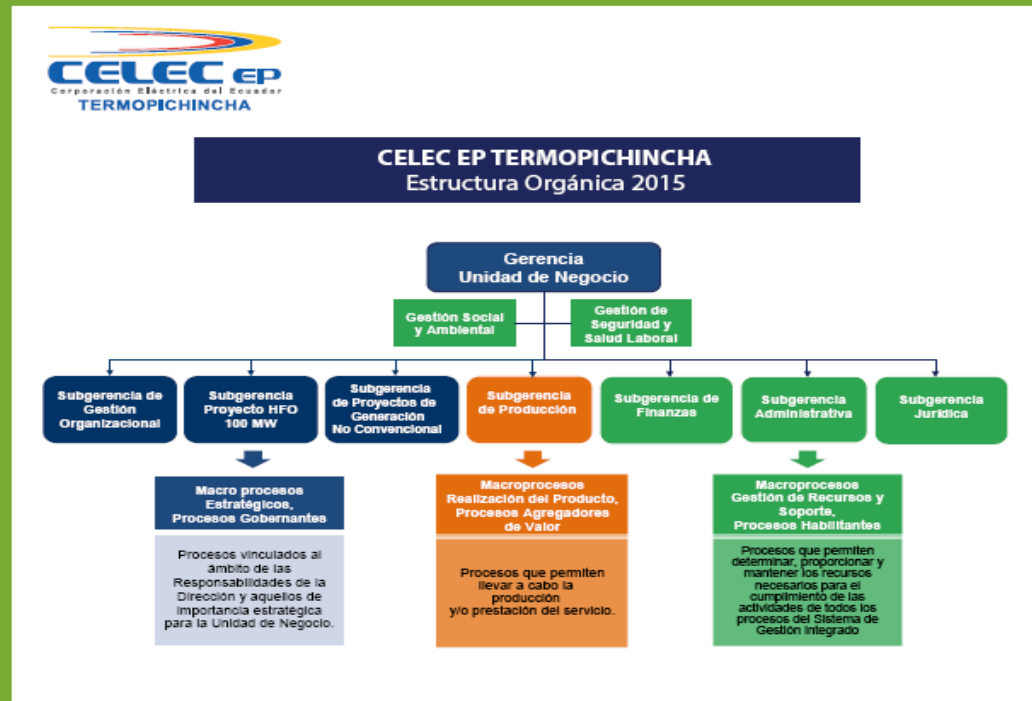 CELEC EP
Corporación Eléctrica del Ecuador
TERMOPICHINCHA
CELEC EP TERMOPICHINCHA
Estructura Orgánica 2015
Gerencia
Unidad de Negocio
Gestión Social
y Ambiental
Gestión de
Seguridad y
Salud Laboral
Subgerencia de
Gestión
Organizacional
Subgerencia
Proyecto HFO
100 MW
Subgerencia
de Proyectos de
Generación
No Convencional
Subgerencia
de Producción
Subgerencia de
Finanzas
Subgerencia
Administrativa
Subgerencia
Jurídica
Macro procesos
Estratégicos,
Procesos Gobernantes
Procesos vinculados al
ámbito de las
Responsabilidades de la
Dirección y aquellos de
importancia estratégica
para la Unidad de Negocio.
Macroprocesos
Realización del Producto,
Procesos Agregadores
de Valor
Procesos que permiten
llevar a cabo la
producción
y/o prestación del servicio.
Macroprocesos
Gestión de Recursos y
Soporte,
Procesos Habilitantes
Procesos que permiten
determinar, proporcionar y
mantener los recursos
necesarios para el
cumplimiento de las
actividades de todos los
procesos del Sistema de
Gestión Integrado